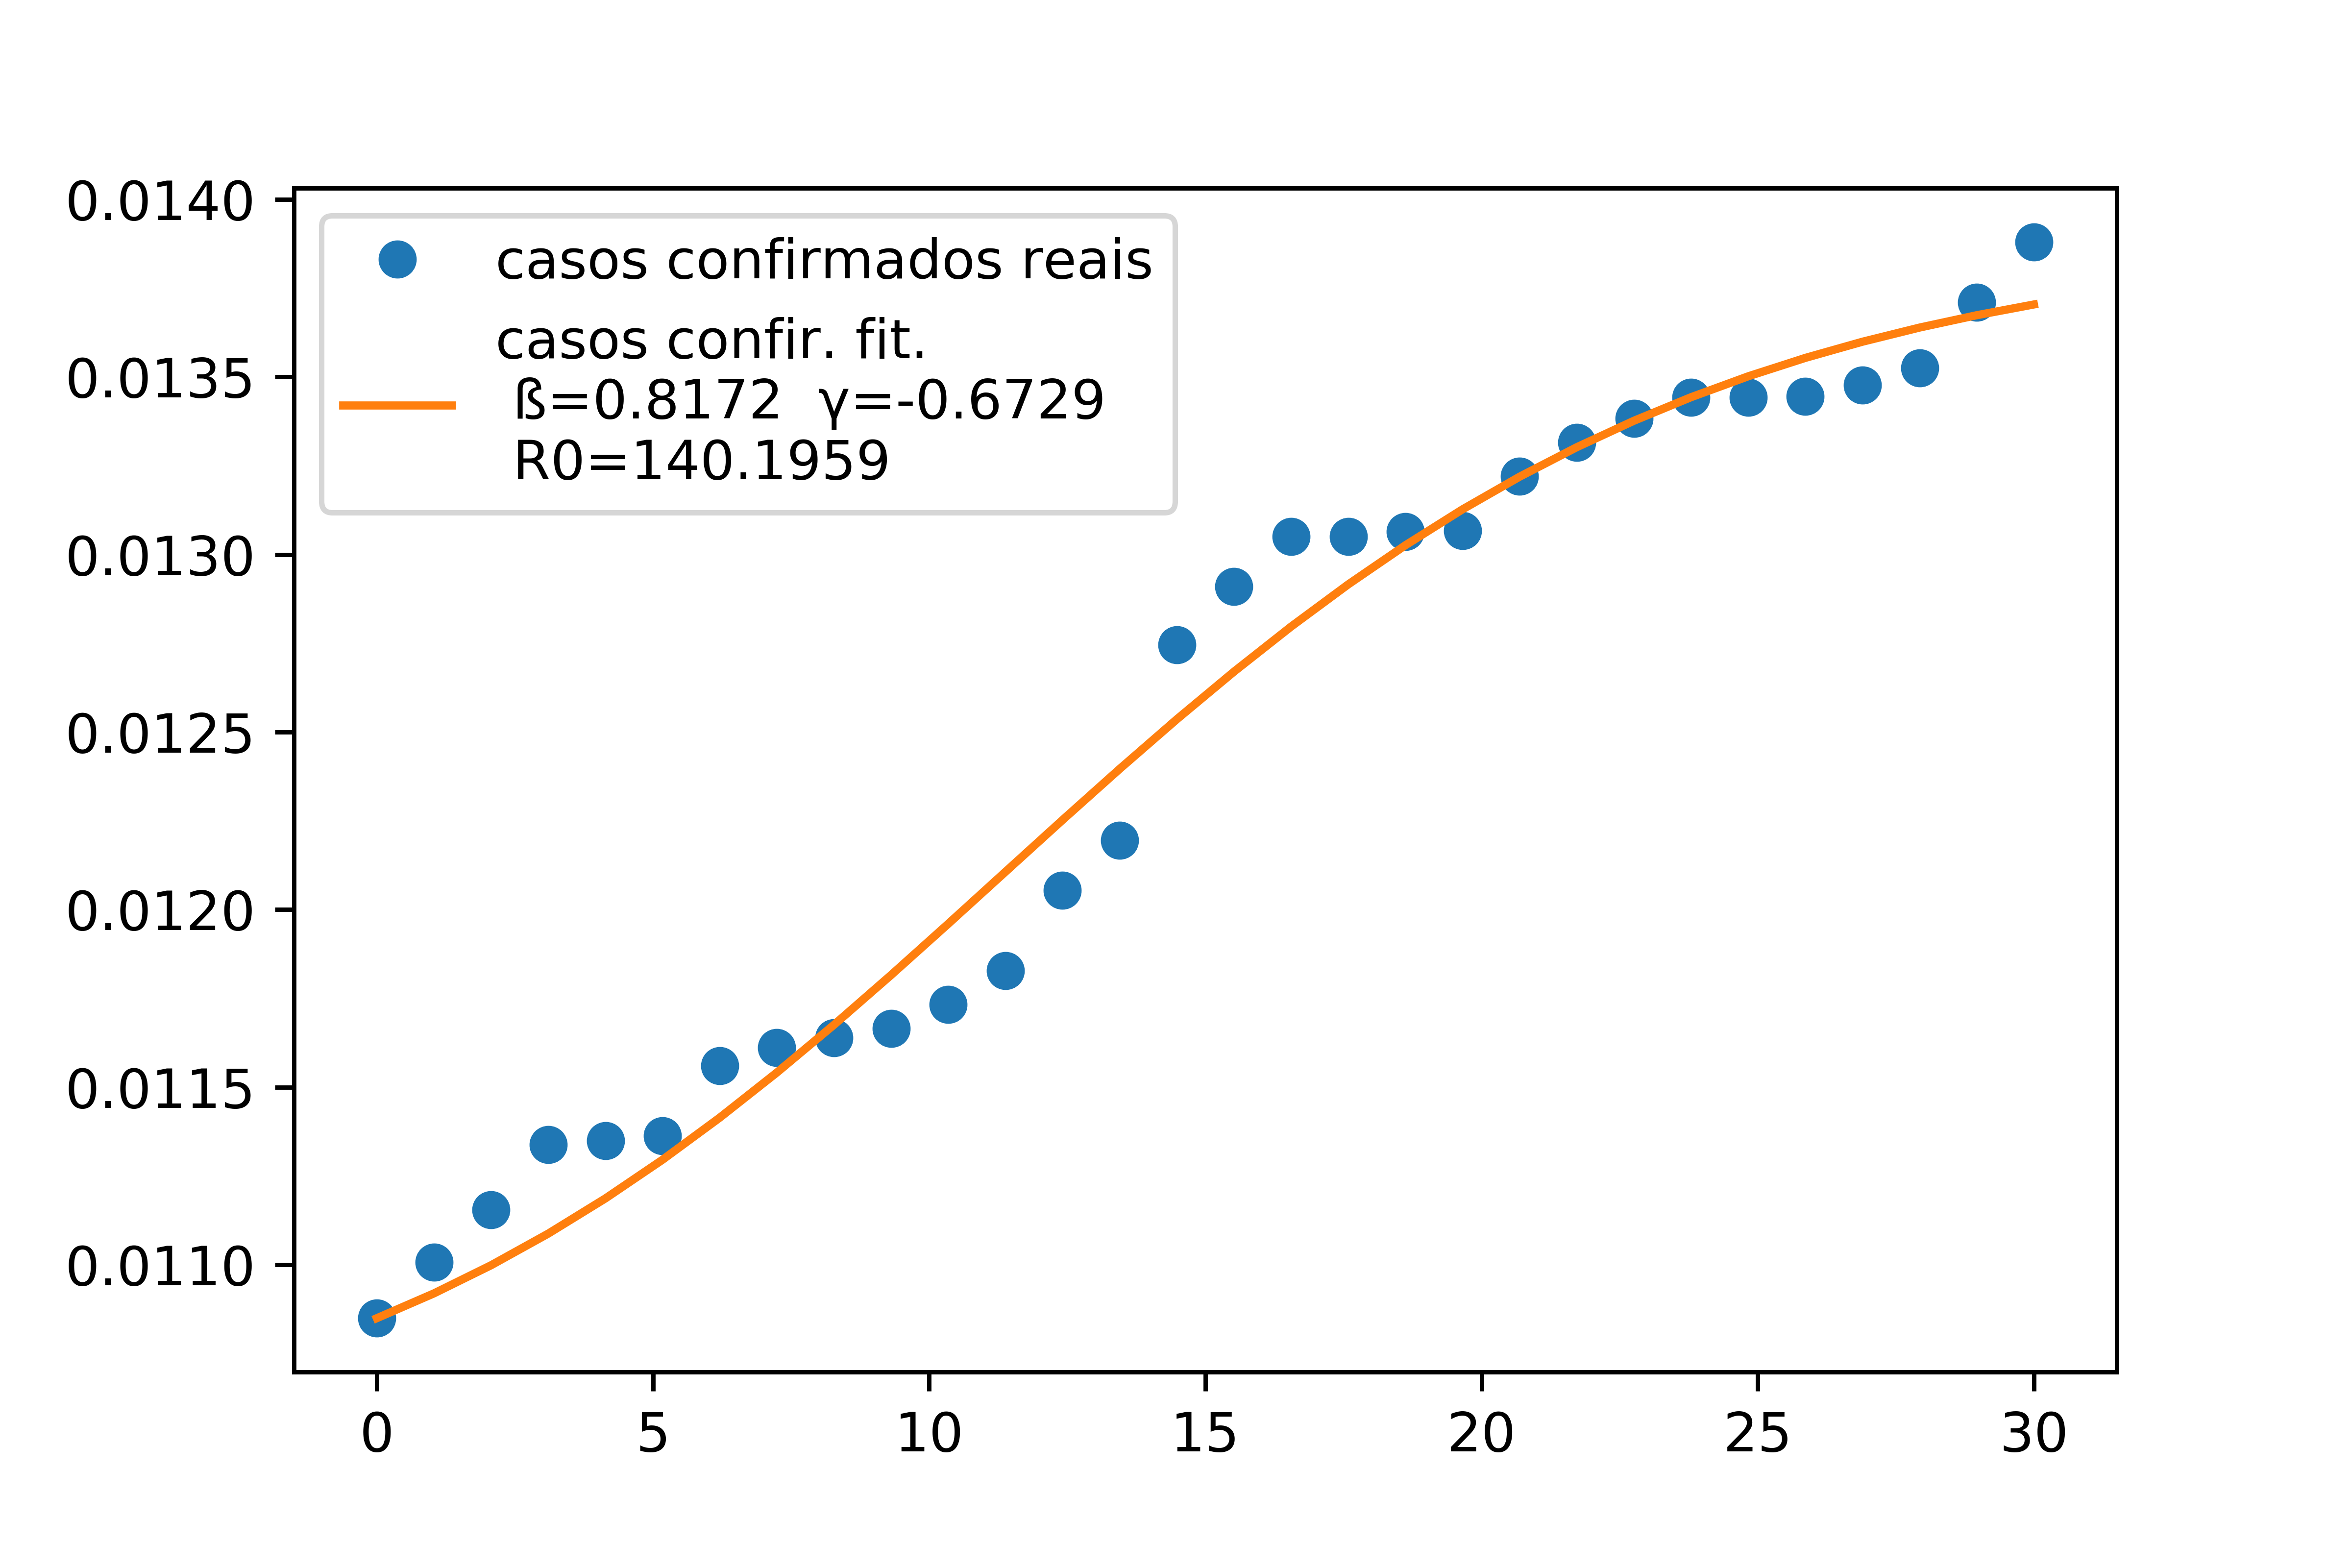 0.0140
0.0135
0.0130
0.0125
0.0120
0.0115
0.0110
casos confirmados reais
casos confir. fit.
ß=0.8172 γ=-0.6729
R0=140.1959
0 5 10 15 20 25 30